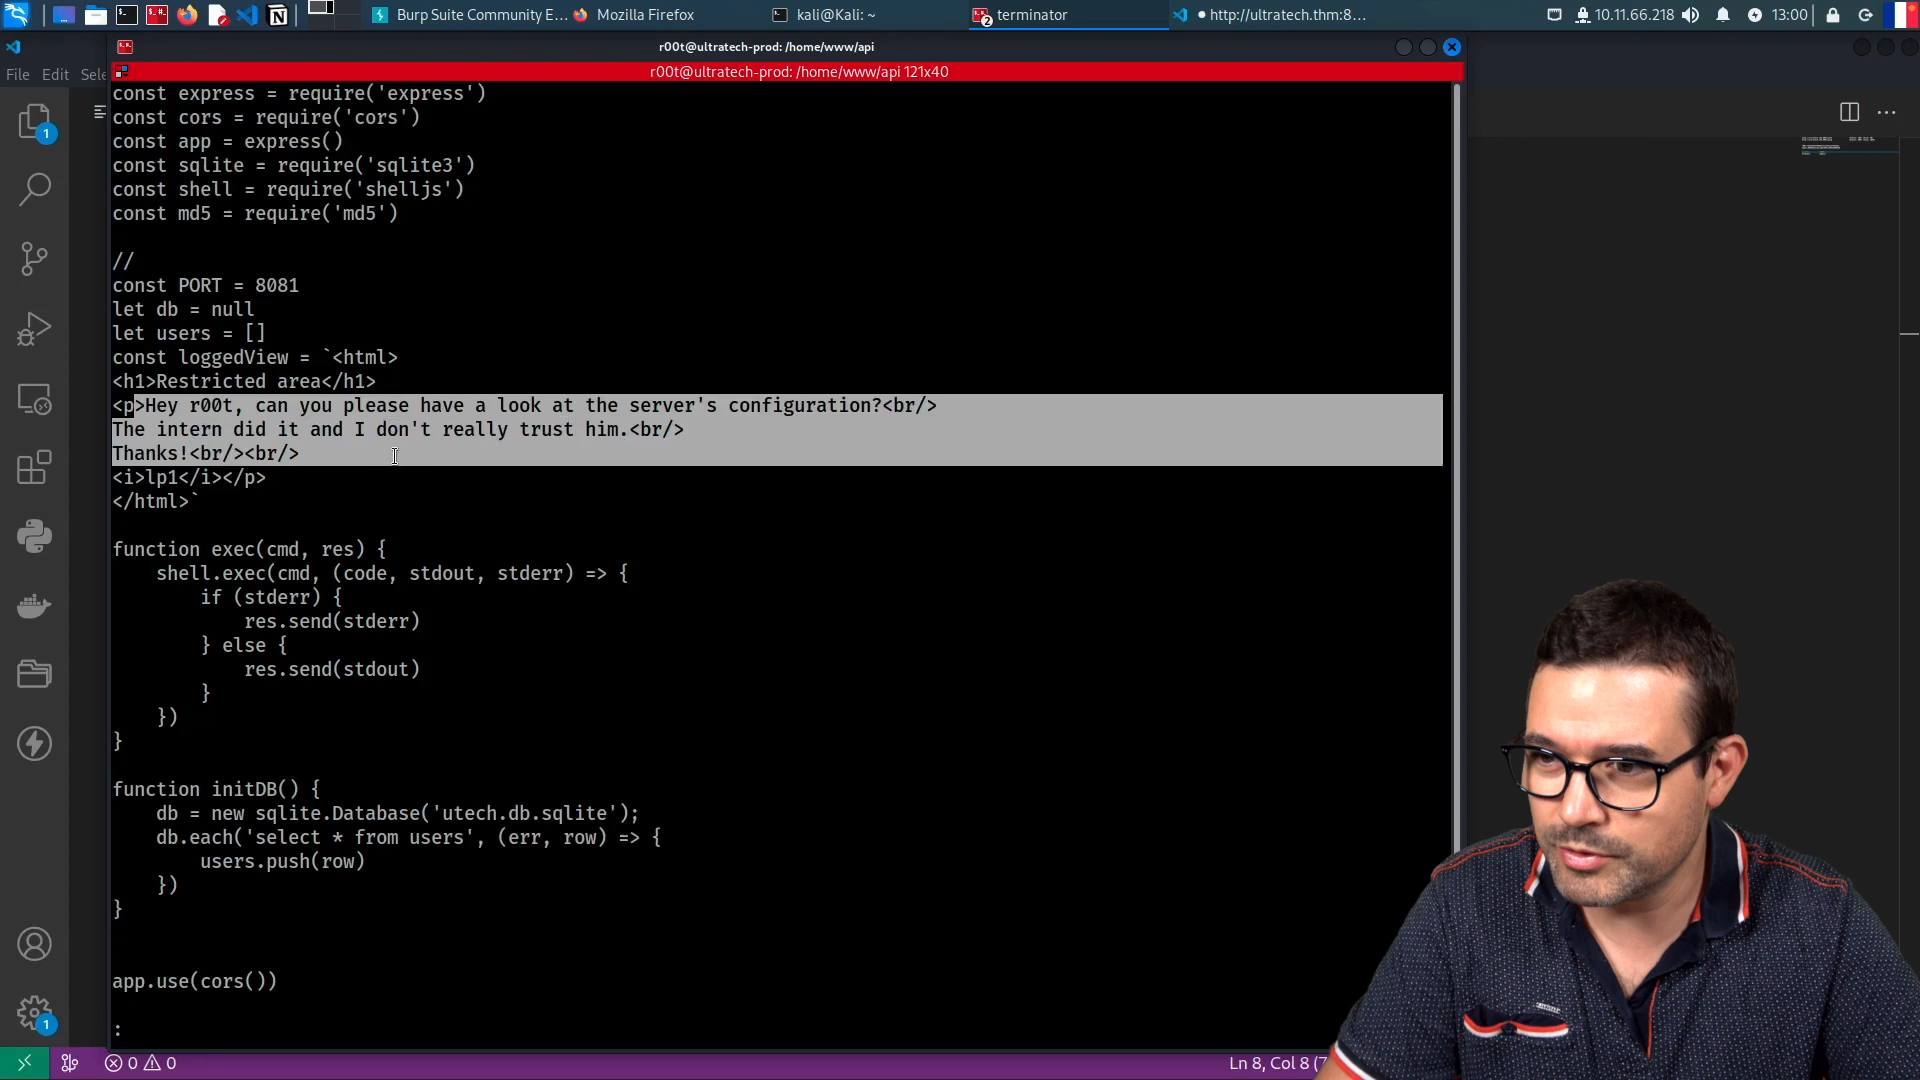 Burp Suite Community E...
Mozilla Firefox
kali@Kali: ~
2
terminator
http://ultratech.thm:8...
10.11.66.218
13:00
r00t@ultratech-prod: /home/www/api
File Edit Sele
r00t@ultratech-prod: /home/www/api 121x40
const express = require('express')
const cors = require('cors')
const app = express()
const sqlite = require('sqlite3')
const shell = require('shelljs')
const md5 = require('md5')
//
const PORT = 8081
let db = null
let users = []
const loggedView = `<html>
<h1>Restricted area</h1>
<p>Hey r00t, can you please have a look at the server's configuration?<br/>
The intern did it and I don't really trust him.<br/>
Thanks!<br/><br/>
<i>lp1</i></p>
</html>`
function exec(cmd, res) {
shell.exec(cmd, (code, stdout, stderr) => {
if (stderr) {
res.send(stderr)
} else {
res.send(stdout)
}
})
}
function initDB() {
db = new sqlite.Database('utech.db.sqlite');
db.each('select * from users', (err, row) => {
users.push(row)
})
}
app.use(cors())
:
1
1
0 0
Ln 8, Col 8 (7